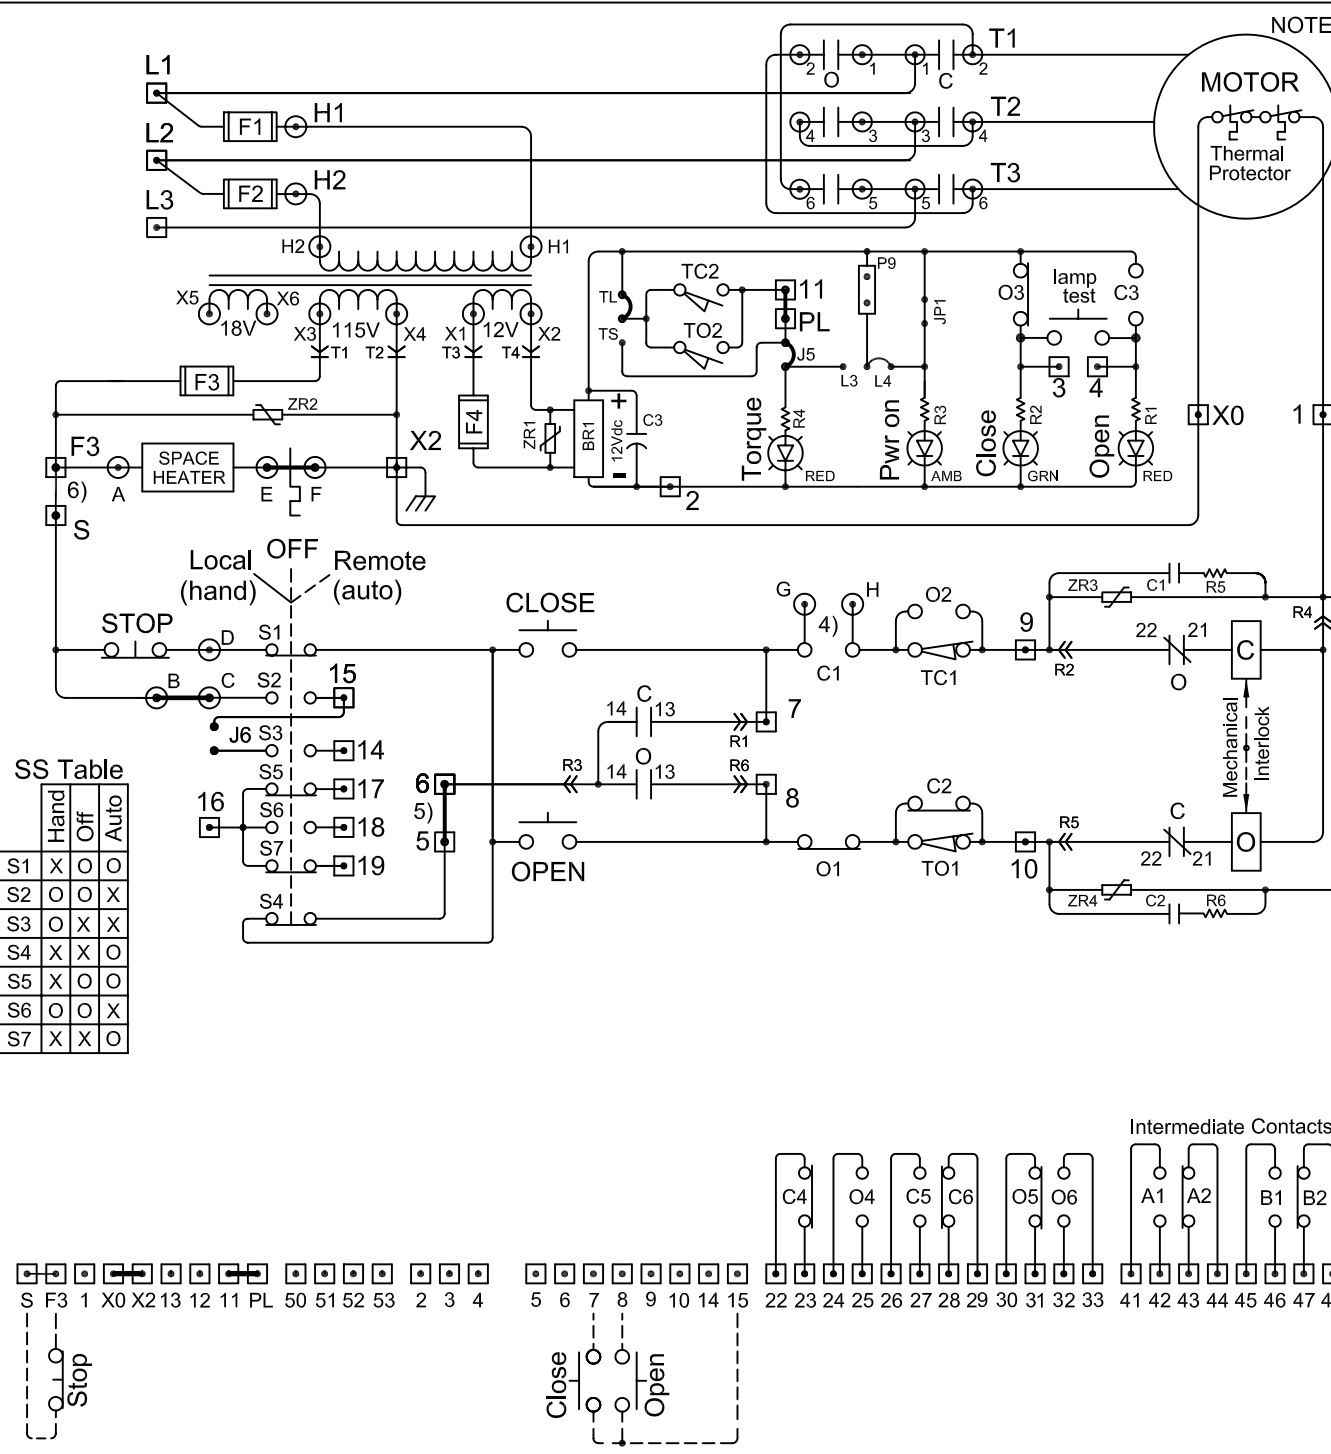 NOTE
L1
F1
H1
L2
F2
H2
L3
2 O 1 1 C 2
T1
4 3 3 4
T2
6 5 5 6
T3
MOTOR
Thermal
Protector
H2 H1
X5 X6
18V
X3 115V X4
X1 12V X2
T1 T2 T3 T4
F3
ZR2
F4
ZR1
BR1
+
12Vdc
-
C3
TL
TS
TC2
TO2
11
PL
J5
P9
L3 L4
JP1
O3
lamp
test
C3
3 4
Torque
R4
RED
Pwr on
R3
AMB
Close
R2
GRN
Open
R1
RED
2
X0
1
F3
6)
A
SPACE
HEATER
E F
X2
S
Local
(hand)
OFF
Remote
(auto)
STOP
D
S1
B C
S2
15
J6 S3
14
S5
17
16
S6
18
S7
19
S4
CLOSE
G H
4)
C1
O2
TC1
9
ZR3
C1
R5
R4
R2
22 21
O
C
14 C 13
R1
7
R3
14 O 13
R6
8
6
5)
5
OPEN
O1
C2
TO1
10
R5
C
22 21
O
ZR4
C2
R6
Mechanical
Interlock
SS Table
Hand Off Auto
S1 X O O
S2 O O X
S3 O X X
S4 X X O
S5 X O O
S6 O O X
S7 X X O
Intermediate Contacts
C4 O4 C5 C6 O5 O6 A1 A2 B1 B2
S F3 1 X0 X2 13 12 11 PL 50 51 52 53 2 3 4 5 6 7 8 9 10 14 15 22 23 24 25 26 27 28 29 30 31 32 33 41 42 43 44 45 46 47 4
Stop
Close
Open